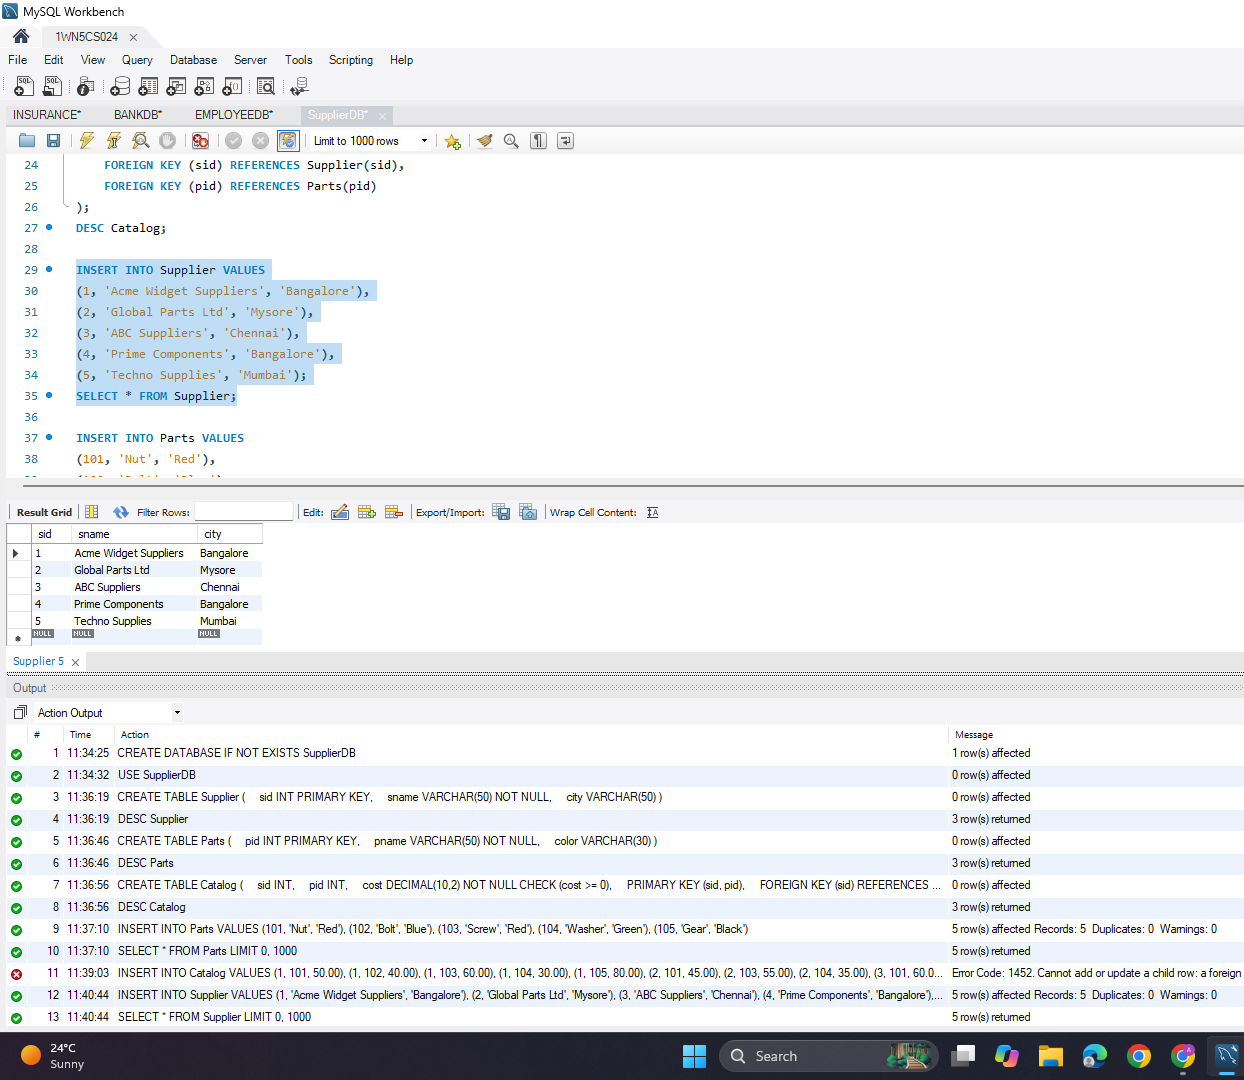 MySQL Workbench
1WN5CS024
File Edit View Query Database Server Tools Scripting Help
INSURANCE* BANKDB* EMPLOYEEDB* SupplierDB*
Limit to 1000 rows
24 FOREIGN KEY (sid) REFERENCES Supplier(sid),
25 FOREIGN KEY (pid) REFERENCES Parts(pid)
26 );
27 DESC Catalog;
28
29 INSERT INTO Supplier VALUES
30 (1, 'Acme Widget Suppliers', 'Bangalore'),
31 (2, 'Global Parts Ltd', 'Mysore'),
32 (3, 'ABC Suppliers', 'Chennai'),
33 (4, 'Prime Components', 'Bangalore'),
34 (5, 'Techno Supplies', 'Mumbai');
35 SELECT * FROM Supplier;
36
37 INSERT INTO Parts VALUES
38 (101, 'Nut', 'Red'),
Result Grid Filter Rows: Edit: Export/Import: Wrap Cell Content: IA
sid sname city
1 Acme Widget Suppliers Bangalore
2 Global Parts Ltd Mysore
3 ABC Suppliers Chennai
4 Prime Components Bangalore
5 Techno Supplies Mumbai
NULL NULL NULL
Supplier 5
Output
Action Output
# Time Action Message
1 11:34:25 CREATE DATABASE IF NOT EXISTS SupplierDB 1 row(s) affected
2 11:34:32 USE SupplierDB 0 row(s) affected
3 11:36:19 CREATE TABLE Supplier ( sid INT PRIMARY KEY, sname VARCHAR(50) NOT NULL, city VARCHAR(50) ) 0 row(s) affected
4 11:36:19 DESC Supplier 3 row(s) returned
5 11:36:46 CREATE TABLE Parts ( pid INT PRIMARY KEY, pname VARCHAR(50) NOT NULL, color VARCHAR(30) ) 0 row(s) affected
6 11:36:46 DESC Parts 3 row(s) returned
7 11:36:56 CREATE TABLE Catalog ( sid INT, pid INT, cost DECIMAL(10,2) NOT NULL CHECK (cost >= 0), PRIMARY KEY (sid, pid), FOREIGN KEY (sid) REFERENCES ... 0 row(s) affected
8 11:36:56 DESC Catalog 3 row(s) returned
9 11:37:10 INSERT INTO Parts VALUES (101, 'Nut', 'Red'), (102, 'Bolt', 'Blue'), (103, 'Screw', 'Red'), (104, 'Washer', 'Green'), (105, 'Gear', 'Black') 5 row(s) affected Records: 5 Duplicates: 0 Warnings: 0
10 11:37:10 SELECT * FROM Parts LIMIT 0, 1000 5 row(s) returned
11 11:39:03 INSERT INTO Catalog VALUES (1, 101, 50.00), (1, 102, 40.00), (1, 103, 60.00), (1, 104, 30.00), (1, 105, 80.00), (2, 101, 45.00), (2, 103, 55.00), (2, 104, 35.00), (3, 101, 60.0... Error Code: 1452. Cannot add or update a child row: a foreign
12 11:40:44 INSERT INTO Supplier VALUES (1, 'Acme Widget Suppliers', 'Bangalore'), (2, 'Global Parts Ltd', 'Mysore'), (3, 'ABC Suppliers', 'Chennai'), (4, 'Prime Components', 'Bangalore'),... 5 row(s) affected Records: 5 Duplicates: 0 Warnings: 0
13 11:40:44 SELECT * FROM Supplier LIMIT 0, 1000 5 row(s) returned
24°C
Sunny
Search